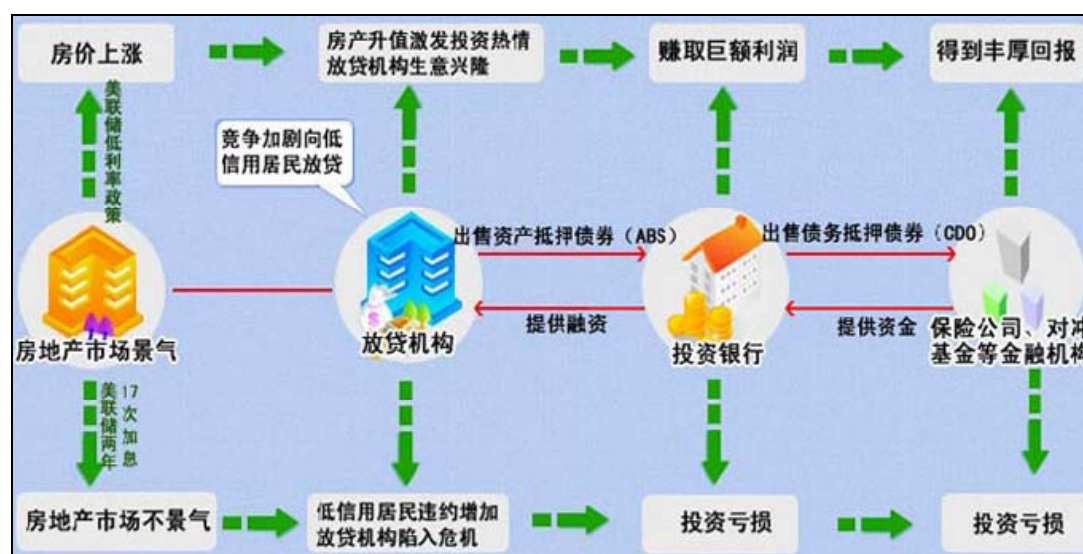 房价上涨
房产升值激发投资热情
放贷机构生意兴隆
赚取巨额利润
得到丰厚回报
美联储低利率政策
竞争加剧向低
信用居民放贷
出售资产抵押债券（ABS）
出售债务抵押债券（CDO）
提供融资
提供资金
房地产市场景气
放贷机构
投资银行
保险公司、对冲
基金等金融机构
美联储两年
17次加息
房地产市场不景气
低信用居民违约增加
放贷机构陷入危机
投资亏损
投资亏损